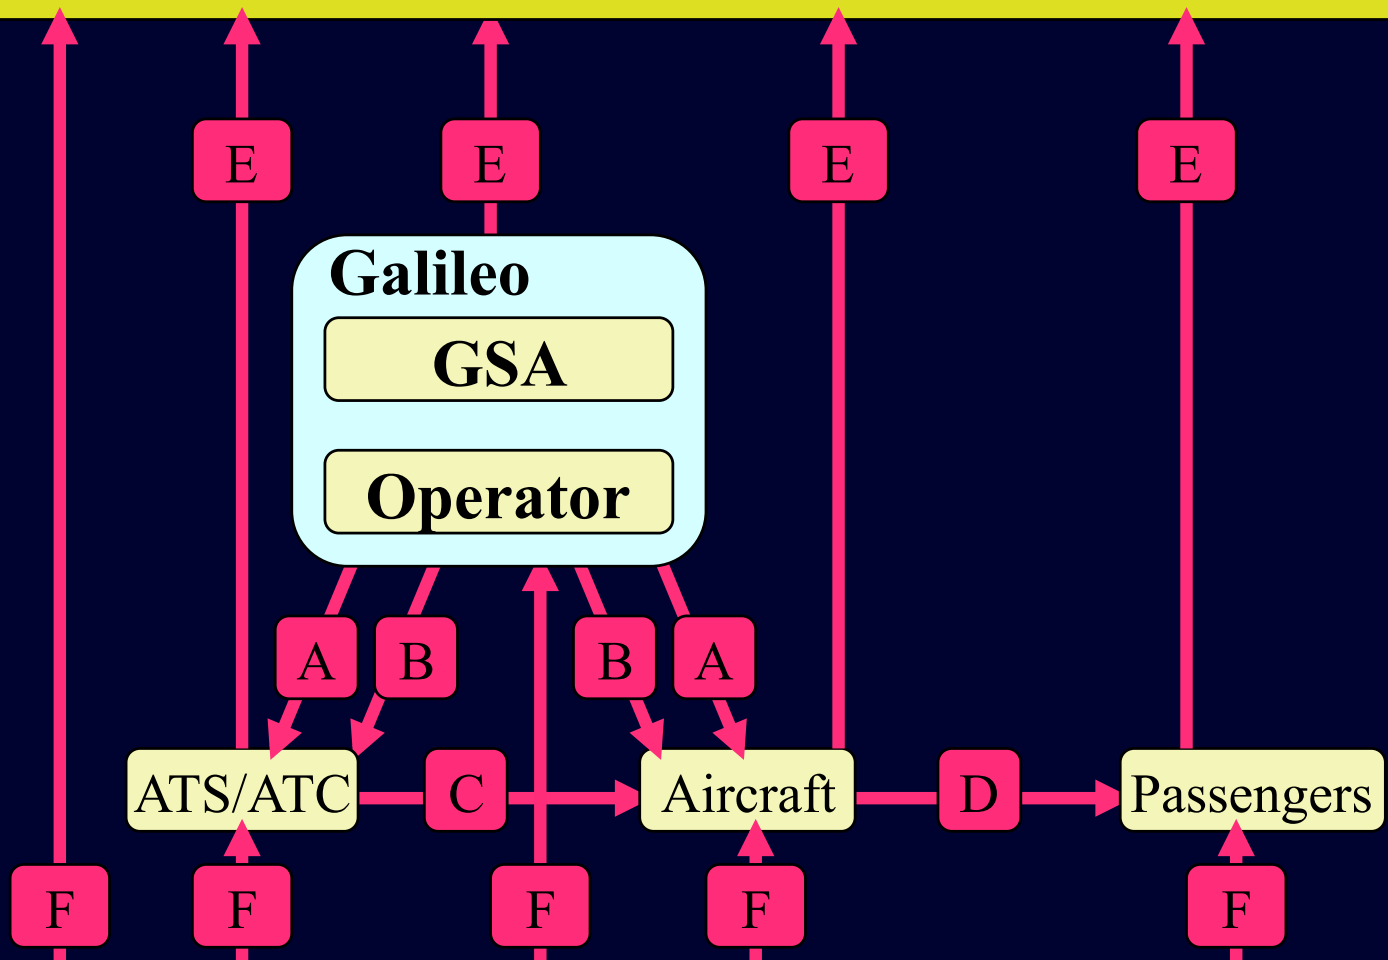 E E E E
Galileo
GSA
Operator
A B B A
ATS/ATC C Aircraft D Passengers
F F F F F